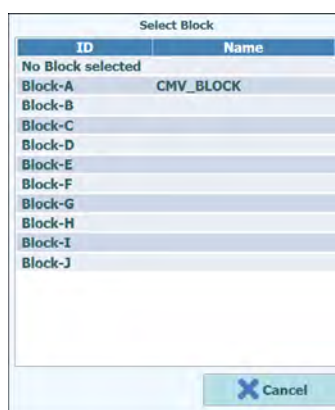 Select Block
ID Name
No Block selected
Block-A CMV_BLOCK
Block-B
Block-C
Block-D
Block-E
Block-F
Block-G
Block-H
Block-I
Block-J
Cancel